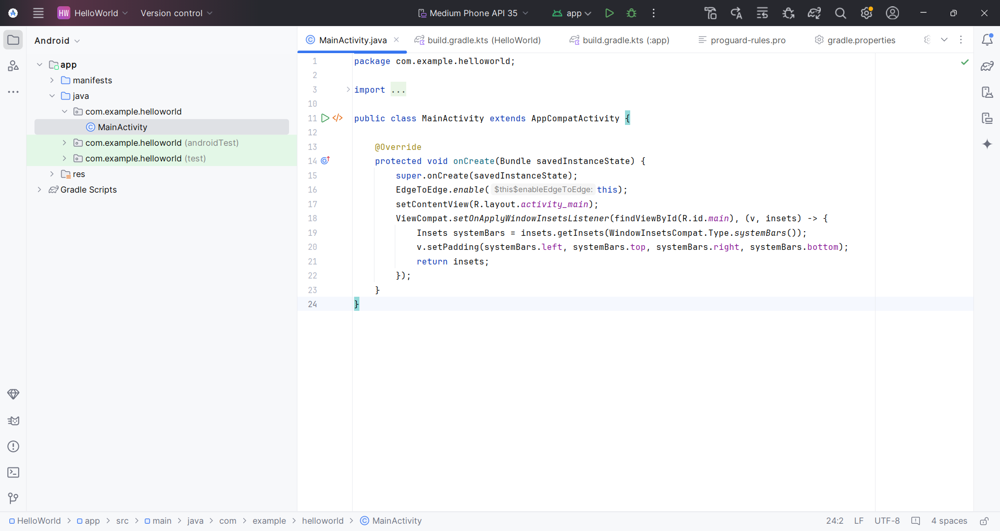 HW HelloWorld Version control Medium Phone API 35 app
Android
app
manifests
java
com.example.helloworld
MainActivity
com.example.helloworld (androidTest)
com.example.helloworld (test)
res
Gradle Scripts
MainActivity.java build.gradle.kts (HelloWorld) build.gradle.kts (:app) proguard-rules.pro gradle.properties
1 package com.example.helloworld;
2
3 import ...
10
11 public class MainActivity extends AppCompatActivity {
12
13 @Override
14 protected void onCreate(Bundle savedInstanceState) {
15 super.onCreate(savedInstanceState);
16 EdgeToEdge.enable( $this$enableEdgeToEdge: this);
17 setContentView(R.layout.activity_main);
18 ViewCompat.setOnApplyWindowInsetsListener(findViewById(R.id.main), (v, insets) -> {
19 Insets systemBars = insets.getInsets(WindowInsetsCompat.Type.systemBars());
20 v.setPadding(systemBars.left, systemBars.top, systemBars.right, systemBars.bottom);
21 return insets;
22 });
23 }
24 }
HelloWorld > app > src > main > java > com > example > helloworld > MainActivity
24:2 LF UTF-8 4 spaces